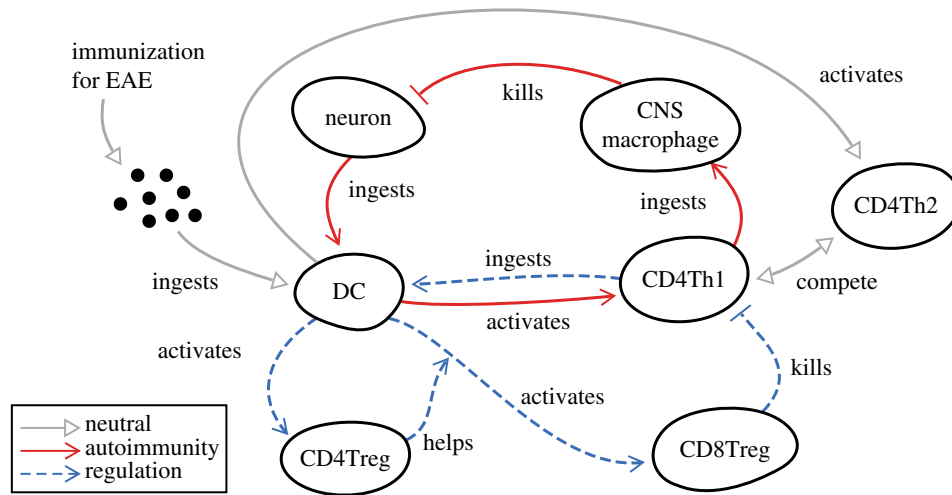 immunization
for EAE
activates
kills
neuron
CNS
macrophage
ingests
ingests
CD4Th2
ingests
ingests
DC
CD4Th1
compete
activates
activates
activates
kills
helps
CD4Treg
CD8Treg
neutral
autoimmunity
regulation